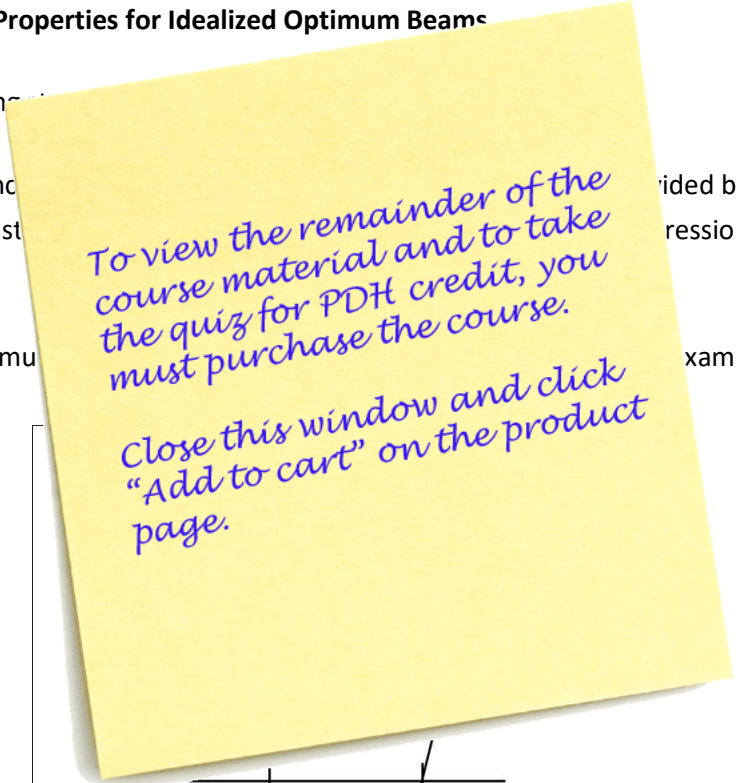 Properties for Idealized Optimum Beams
To view the remainder of the
course material and to take
the quiz for PDH credit, you
must purchase the course.
Close this window and click
“Add to cart” on the product
page.